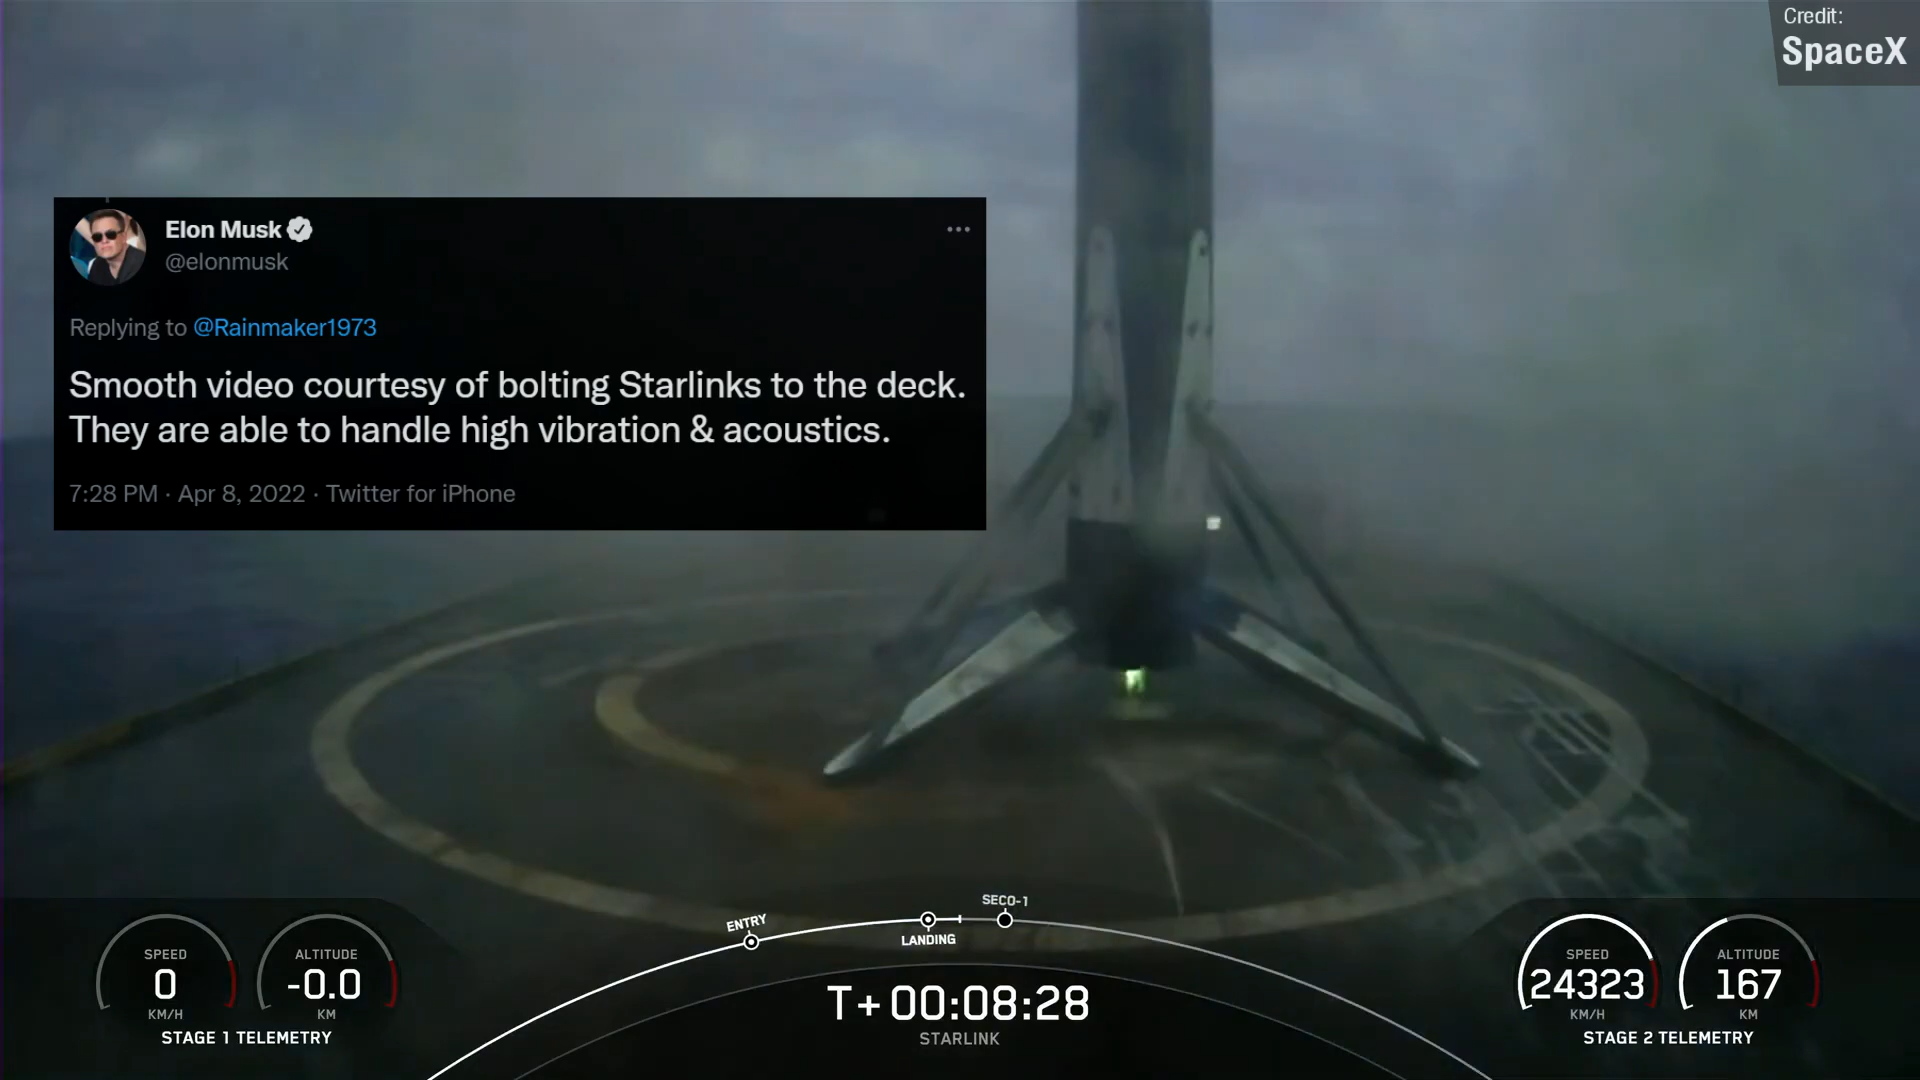 Credit:
SpaceX
Elon Musk
@elonmusk
Replying to @Rainmaker1973
Smooth video courtesy of bolting Starlinks to the deck.
They are able to handle high vibration & acoustics.
7:28 PM · Apr 8, 2022 · Twitter for iPhone
ENTRY
LANDING
SECO-1
SPEED
0
KM/H
ALTITUDE
-0.0
KM
STAGE 1 TELEMETRY
T+00:08:28
STARLINK
SPEED
24323
KM/H
ALTITUDE
167
KM
STAGE 2 TELEMETRY